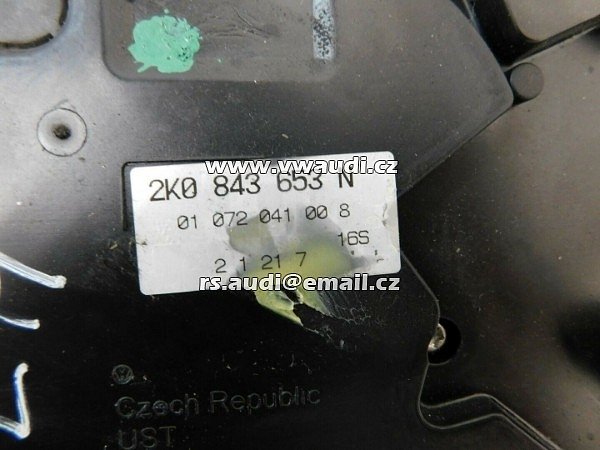 www.vwaudi.cz
2K0 843 653 N
01 072 041 00 8
16S
2 1 21 7
rs.audi@email.cz
Czech Republic
UST